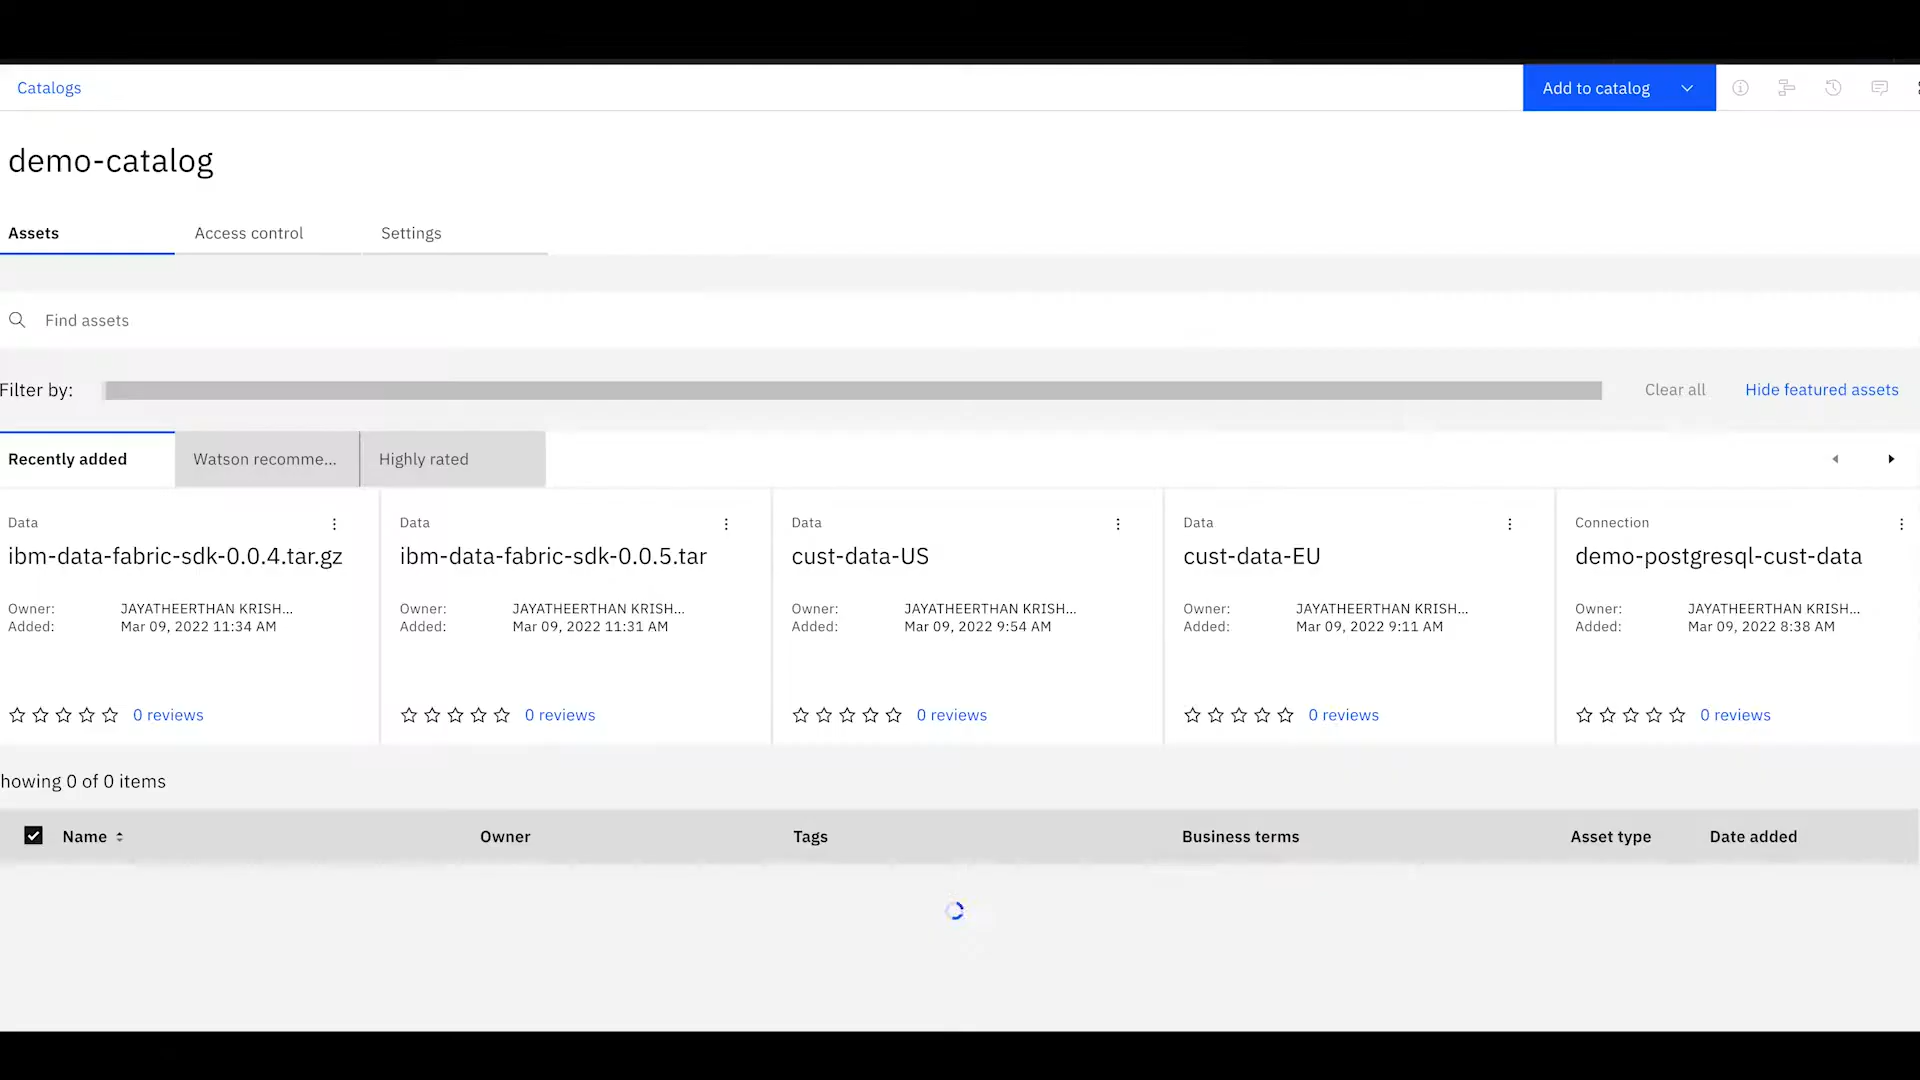 Catalogs
Add to catalog
demo-catalog
Assets Access control Settings
Find assets
Filter by: Clear all Hide featured assets
Recently added Watson recomme... Highly rated
Data Data Data Data Connection
ibm-data-fabric-sdk-0.0.4.tar.gz ibm-data-fabric-sdk-0.0.5.tar cust-data-US cust-data-EU demo-postgresql-cust-data
Owner: JAYATHEERTHAN KRISH... Owner: JAYATHEERTHAN KRISH... Owner: JAYATHEERTHAN KRISH... Owner: JAYATHEERTHAN KRISH... Owner: JAYATHEERTHAN KRISH...
Added: Mar 09, 2022 11:34 AM Added: Mar 09, 2022 11:31 AM Added: Mar 09, 2022 9:54 AM Added: Mar 09, 2022 9:11 AM Added: Mar 09, 2022 8:38 AM
0 reviews 0 reviews 0 reviews 0 reviews 0 reviews
howing 0 of 0 items
Name Owner Tags Business terms Asset type Date added